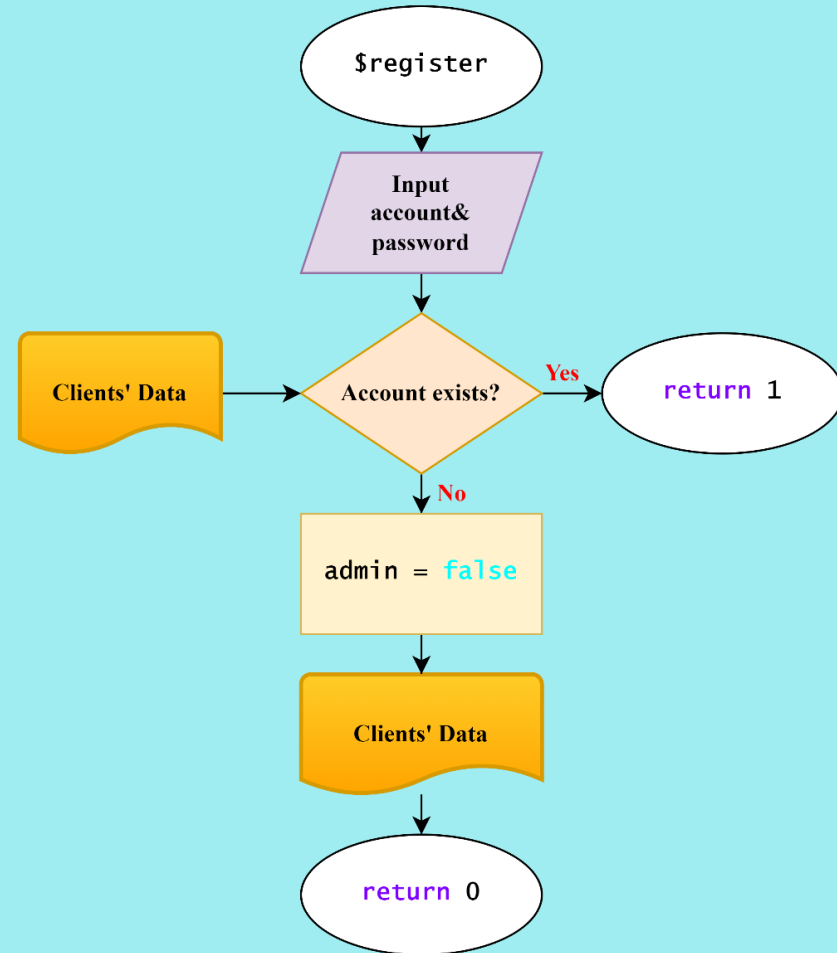 $register
Input
account&
password
Clients' Data
Account exists?
Yes
return 1
No
admin = false
Clients' Data
return 0